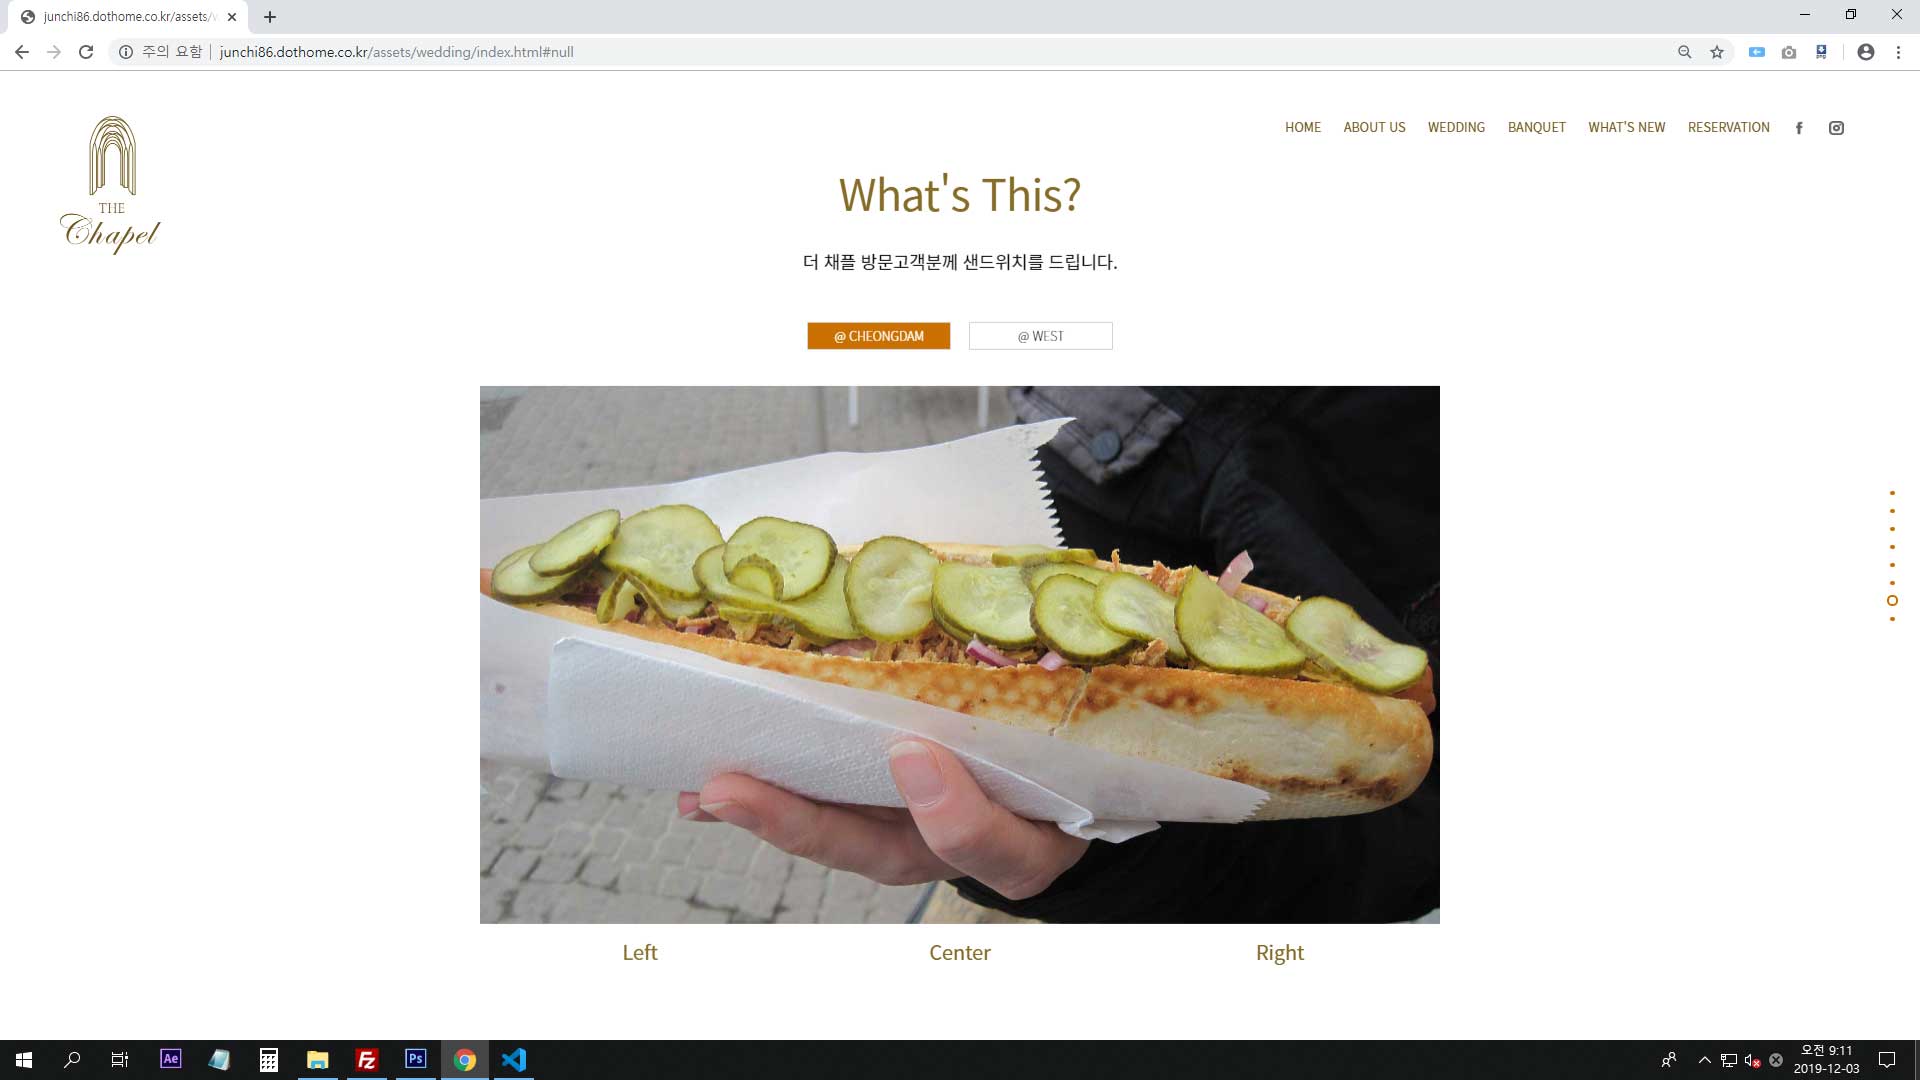 junchi86.dothome.co.kr/assets/w
주의 요함
junchi86.dothome.co.kr/assets/wedding/index.html#null
THE
Chapel
HOME ABOUT US WEDDING BANQUET WHAT'S NEW RESERVATION
What's This?
더 채플 방문고객분께 샌드위치를 드립니다.
@ CHEONGDAM
@ WEST
Left
Center
Right
Ae
Fz
Ps
오전 9:11
2019-12-03